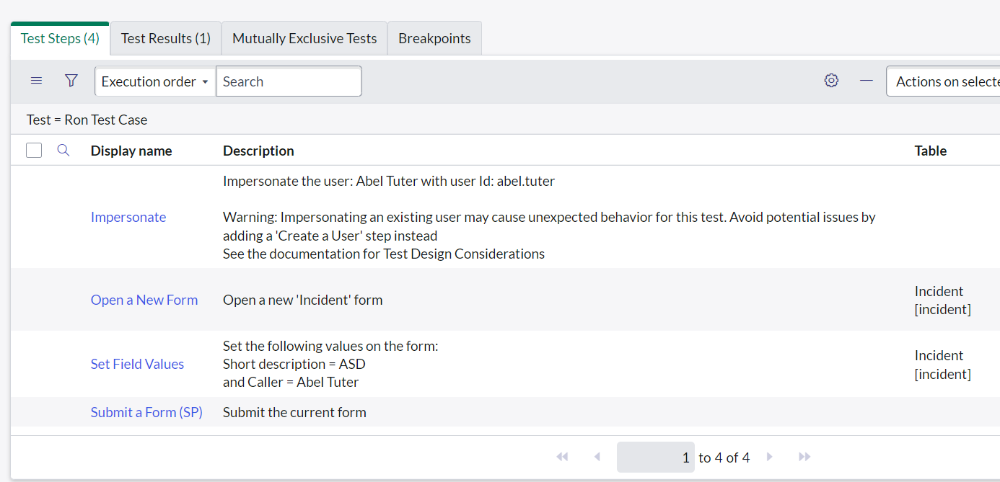 Test Steps (4) Test Results (1) Mutually Exclusive Tests Breakpoints
Execution order Search Actions on selecte
Test = Ron Test Case
Display name Description Table
Impersonate the user: Abel Tuter with user Id: abel.tuter
Impersonate Warning: Impersonating an existing user may cause unexpected behavior for this test. Avoid potential issues by
adding a 'Create a User' step instead
See the documentation for Test Design Considerations
Open a New Form Open a new 'Incident' form Incident
[incident]
Set the following values on the form:
Set Field Values Short description = ASD Incident
and Caller = Abel Tuter [incident]
Submit a Form (SP) Submit the current form
1 to 4 of 4